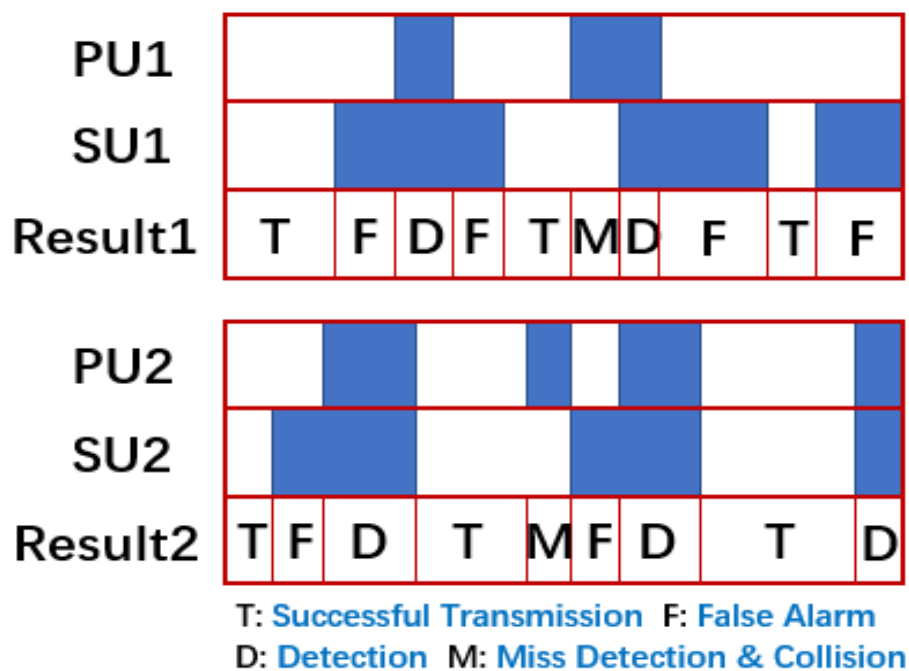 PU1
SU1
Result1 T F D F T M D F T F
PU2
SU2
Result2 T F D T M F D T D
T: Successful Transmission F: False Alarm
D: Detection M: Miss Detection & Collision